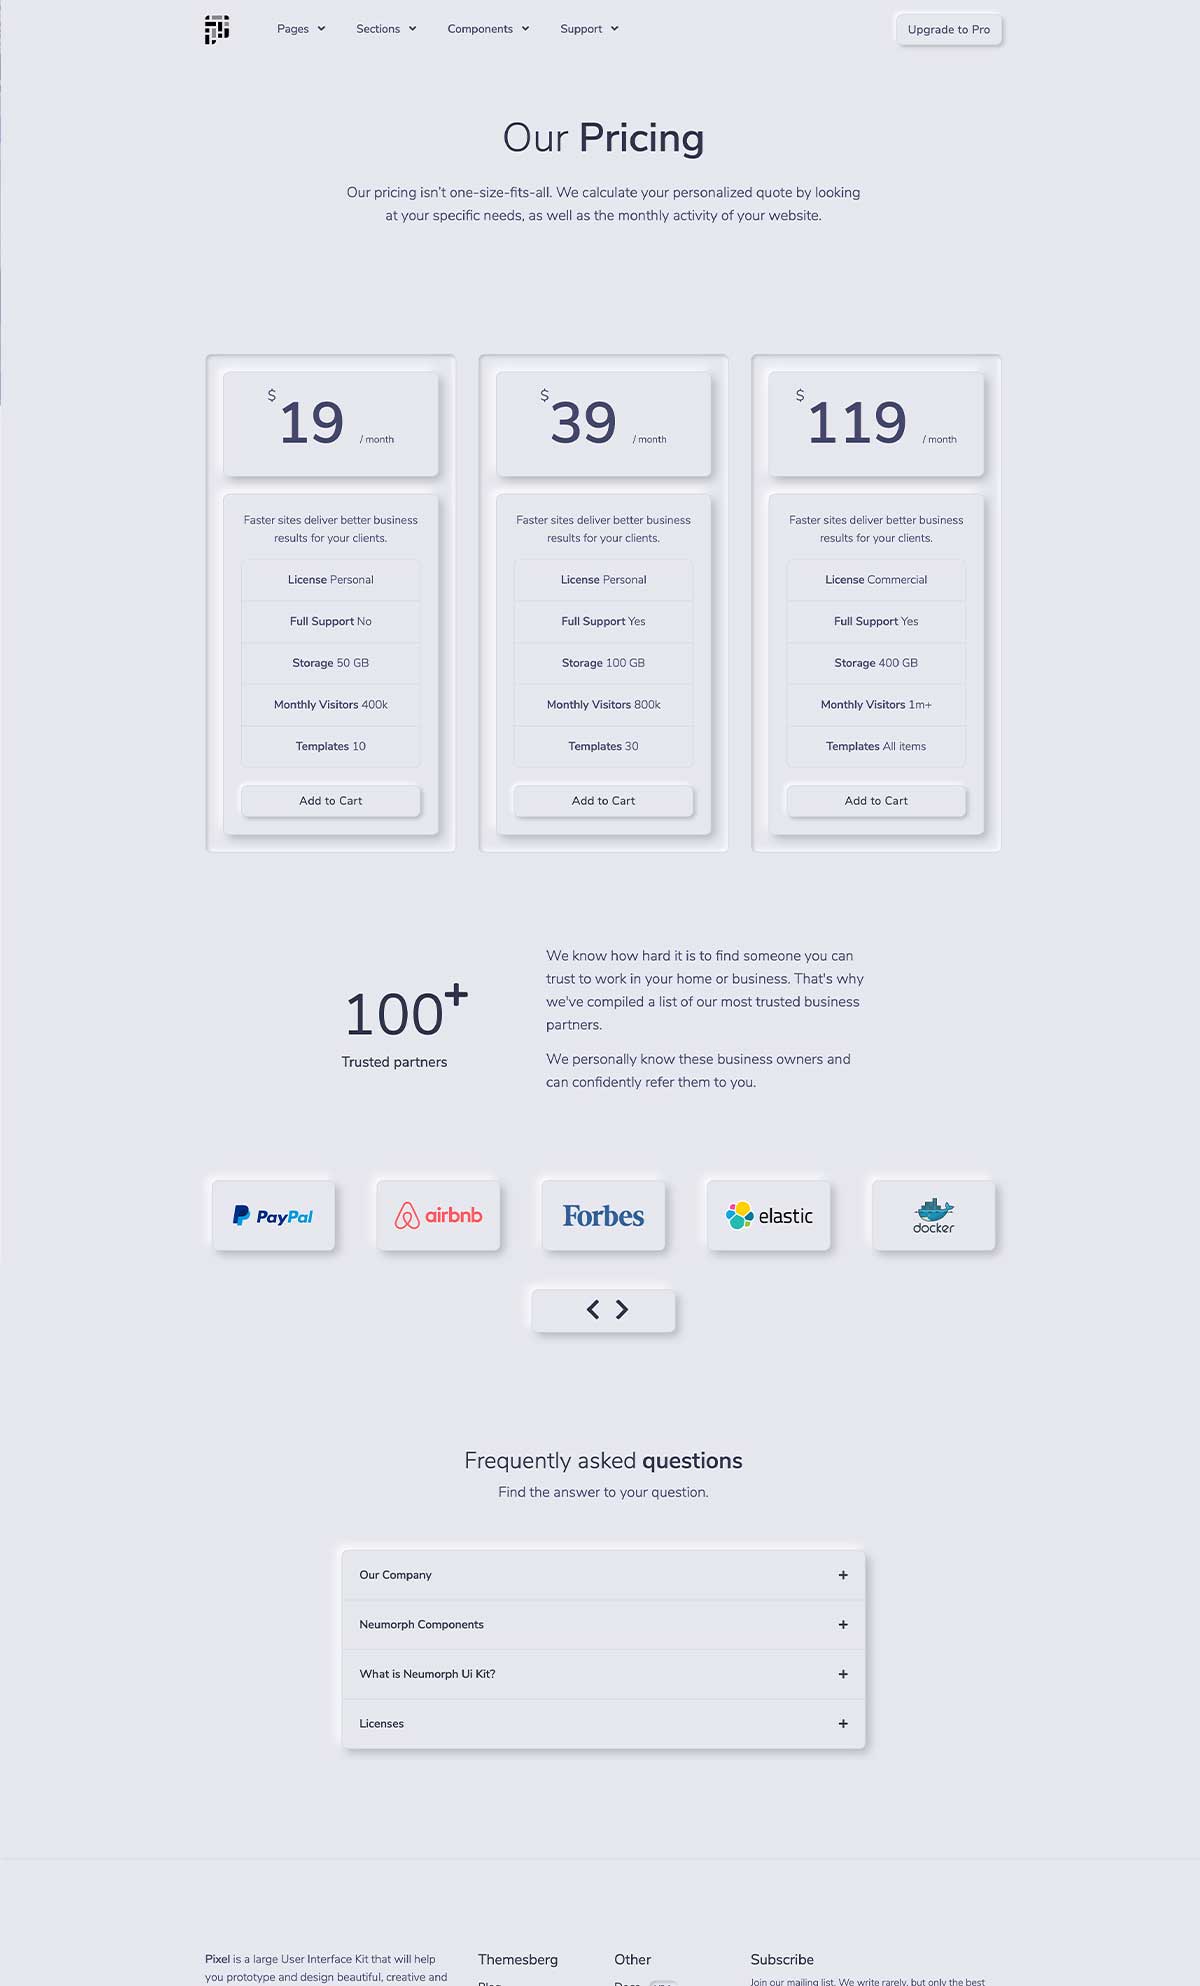 Pages
Sections
Components
Support
Upgrade to Pro
Our Pricing
Our pricing isn't one-size-fits-all. We calculate your personalized quote by looking
at your specific needs, as well as the monthly activity of your website.
$ 19 / month
Faster sites deliver better business
results for your clients.
License Personal
Full Support No
Storage 50 GB
Monthly Visitors 400k
Templates 10
Add to Cart
$ 39 / month
Faster sites deliver better business
results for your clients.
License Personal
Full Support Yes
Storage 100 GB
Monthly Visitors 800k
Templates 30
Add to Cart
$ 119 / month
Faster sites deliver better business
results for your clients.
License Commercial
Full Support Yes
Storage 400 GB
Monthly Visitors 1m+
Templates All items
Add to Cart
100+
Trusted partners
We know how hard it is to find someone you can
trust to work in your home or business. That's why
we've compiled a list of our most trusted business
partners.
We personally know these business owners and
can confidently refer them to you.
PayPal
airbnb
Forbes
elastic
docker
Frequently asked questions
Find the answer to your question.
Our Company
Neumorph Components
What is Neumorph Ui Kit?
Licenses
Pixel is a large User Interface Kit that will help
you prototype and design beautiful, creative and
Themesberg
Other
Subscribe
Join our mailing list. We write rarely, but only the best